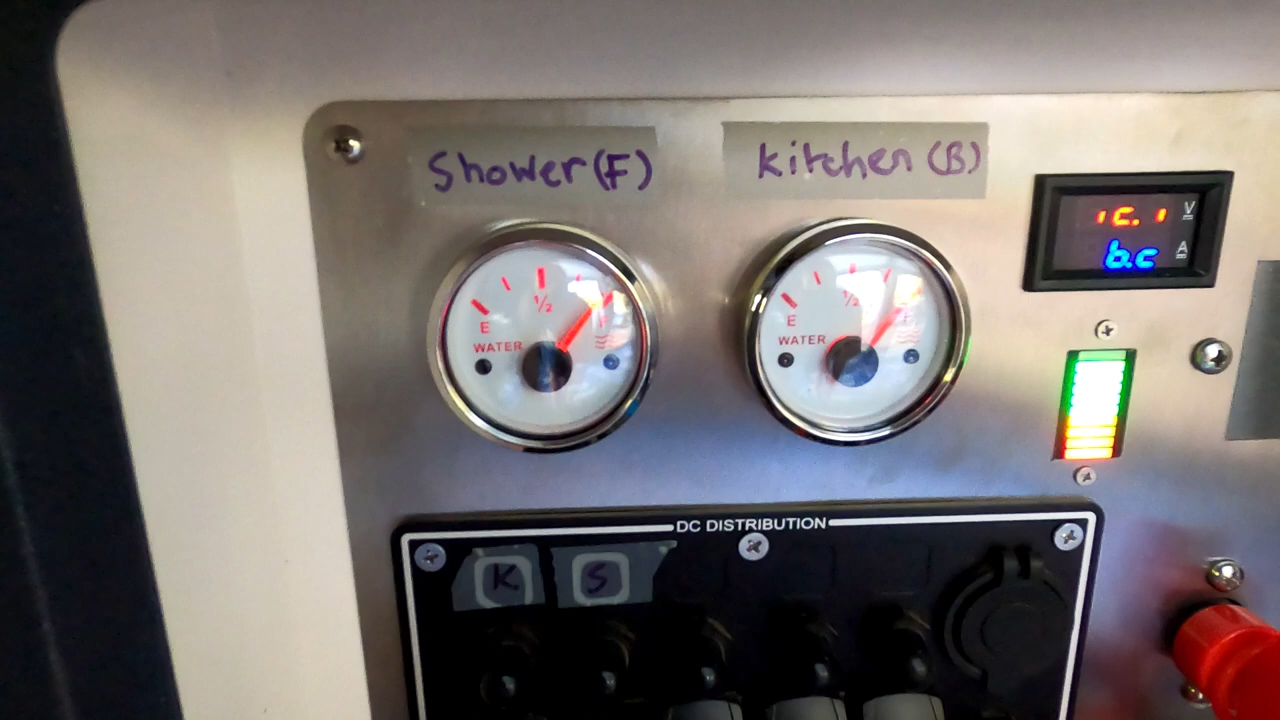 Shower (F)
Kitchen (B)
V
A
E
1/2
F
WATER
E
1/2
F
WATER
DC DISTRIBUTION
K
S